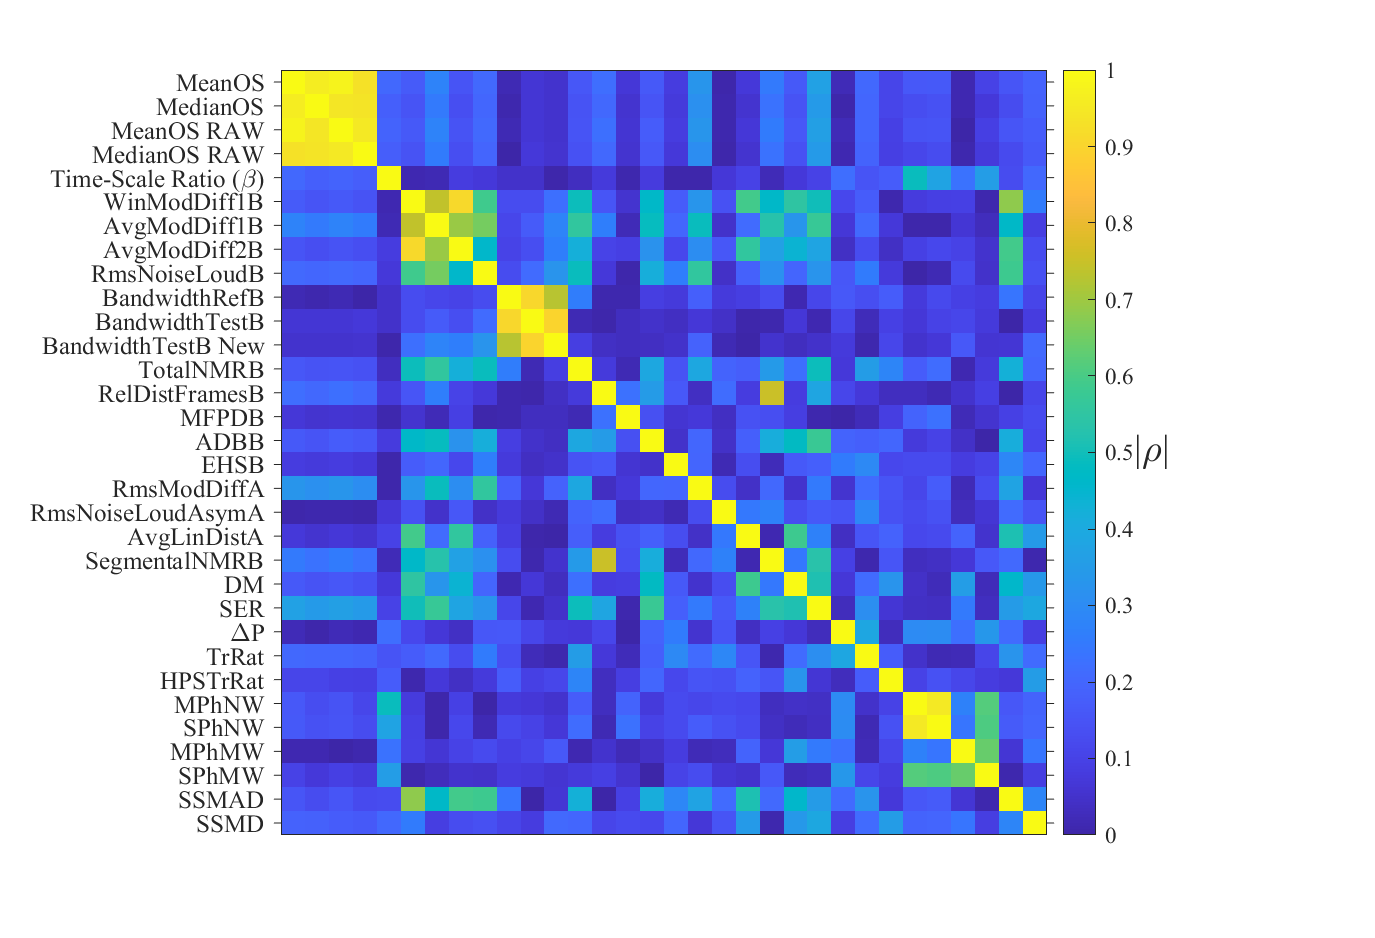 MeanOS
MedianOS
MeanOS RAW
MedianOS RAW
Time-Scale Ratio (β)
WinModDiff1B
AvgModDiff1B
AvgModDiff2B
RmsNoiseLoudB
BandwidthRefB
BandwidthTestB
BandwidthTestB New
TotalNMRB
RelDistFramesB
MFPDB
ADBB
EHSB
RmsModDiffA
RmsNoiseLoudAsymA
AvgLinDistA
SegmentalNMRB
DM
SER
ΔP
TrRat
HPSTrRat
MPhNW
SPhNW
MPhMW
SPhMW
SSMAD
SSMD
1
0.9
0.8
0.7
0.6
0.5
0.4
0.3
0.2
0.1
0
|ρ|